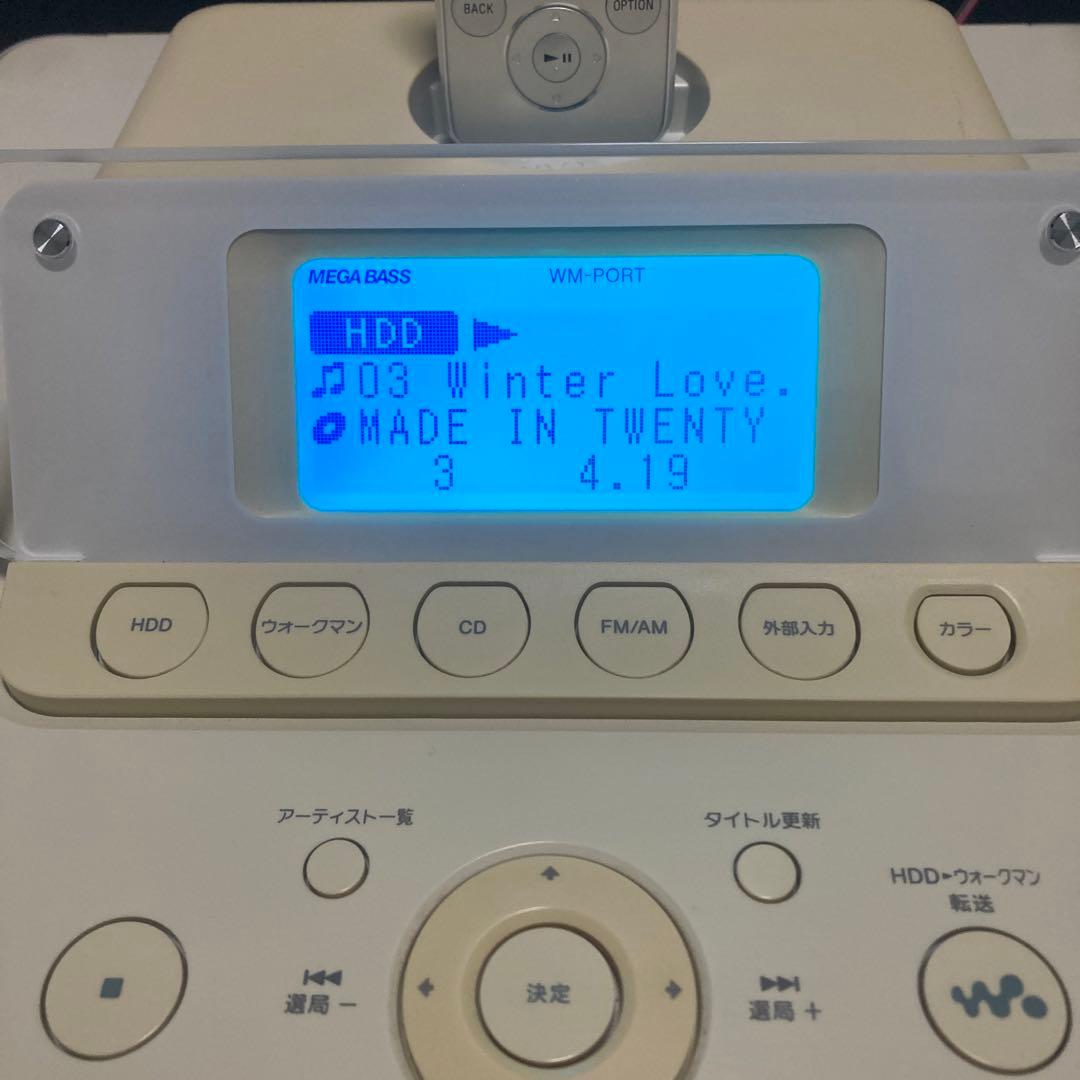 BACK
OPTION
MEGA BASS
WM-PORT
HDD
03 Winter Love.
MADE IN TWENTY
3 4.19
HDD
ウォークマン
CD
FM/AM
外部入力
カラー
アーティスト一覧
タイトル更新
HDD▶ウォークマン
転送
選局 －
決定
選局 ＋